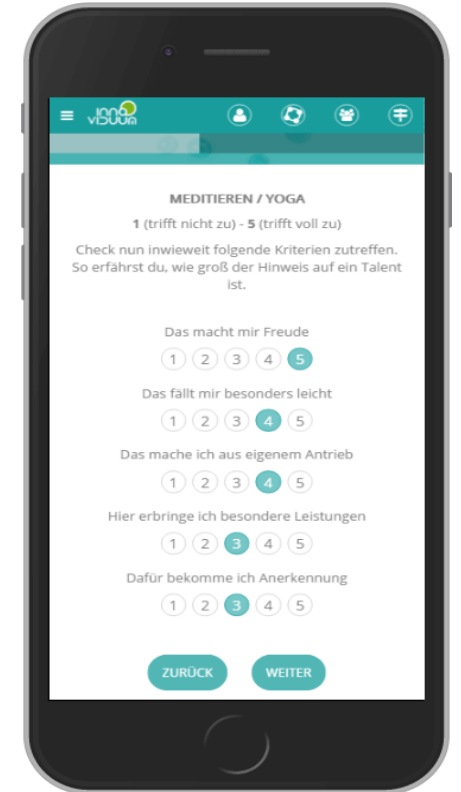 inno
visuum
MEDITIEREN / YOGA
1 (trifft nicht zu) - 5 (trifft voll zu)
Check nun inwieweit folgende Kriterien zutreffen.
So erfährst du, wie groß der Hinweis auf ein Talent
ist.
Das macht mir Freude
1 2 3 4 5
Das fällt mir besonders leicht
1 2 3 4 5
Das mache ich aus eigenem Antrieb
1 2 3 4 5
Hier erbringe ich besondere Leistungen
1 2 3 4 5
Dafür bekomme ich Anerkennung
1 2 3 4 5
ZURÜCK WEITER